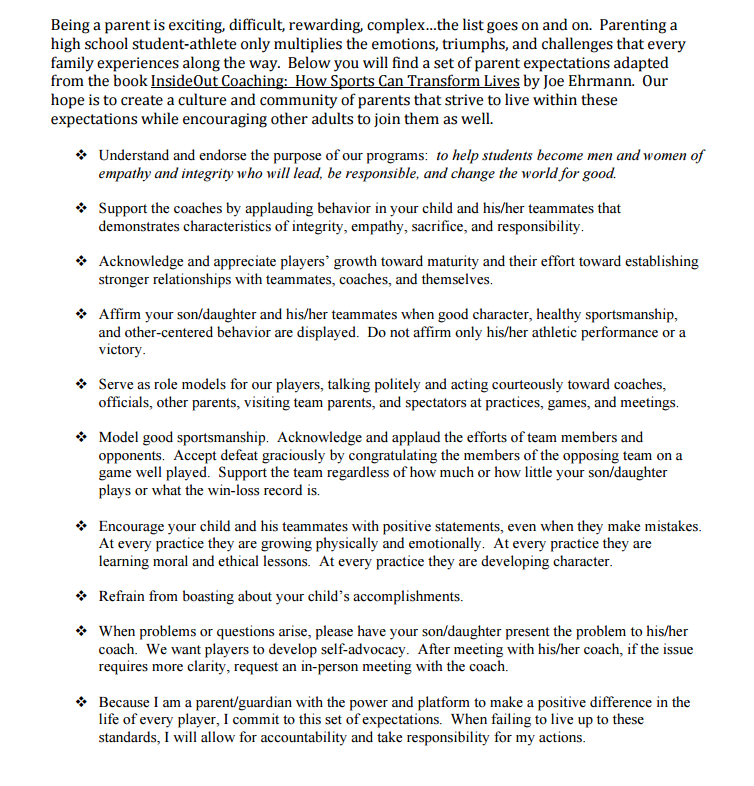 Being a parent is exciting, difficult, rewarding, complex…the list goes on and on.  Parenting a
high school student-athlete only multiplies the emotions, triumphs, and challenges that every
family experiences along the way.  Below you will find a set of parent expectations adapted
from the book InsideOut Coaching:  How Sports Can Transform Lives by Joe Ehrmann.  Our
hope is to create a culture and community of parents that strive to live within these
expectations while encouraging other adults to join them as well.
❖ Understand and endorse the purpose of our programs:  to help students become men and women of
empathy and integrity who will lead, be responsible, and change the world for good.
❖ Support the coaches by applauding behavior in your child and his/her teammates that
demonstrates characteristics of integrity, empathy, sacrifice, and responsibility.
❖ Acknowledge and appreciate players’ growth toward maturity and their effort toward establishing
stronger relationships with teammates, coaches, and themselves.
❖ Affirm your son/daughter and his/her teammates when good character, healthy sportsmanship,
and other-centered behavior are displayed.  Do not affirm only his/her athletic performance or a
victory.
❖ Serve as role models for our players, talking politely and acting courteously toward coaches,
officials, other parents, visiting team parents, and spectators at practices, games, and meetings.
❖ Model good sportsmanship.  Acknowledge and applaud the efforts of team members and
opponents.  Accept defeat graciously by congratulating the members of the opposing team on a
game well played.  Support the team regardless of how much or how little your son/daughter
plays or what the win-loss record is.
❖ Encourage your child and his teammates with positive statements, even when they make mistakes.
At every practice they are growing physically and emotionally.  At every practice they are
learning moral and ethical lessons.  At every practice they are developing character.
❖ Refrain from boasting about your child’s accomplishments.
❖ When problems or questions arise, please have your son/daughter present the problem to his/her
coach.  We want players to develop self-advocacy.  After meeting with his/her coach, if the issue
requires more clarity, request an in-person meeting with the coach.
❖ Because I am a parent/guardian with the power and platform to make a positive difference in the
life of every player, I commit to this set of expectations.  When failing to live up to these
standards, I will allow for accountability and take responsibility for my actions.